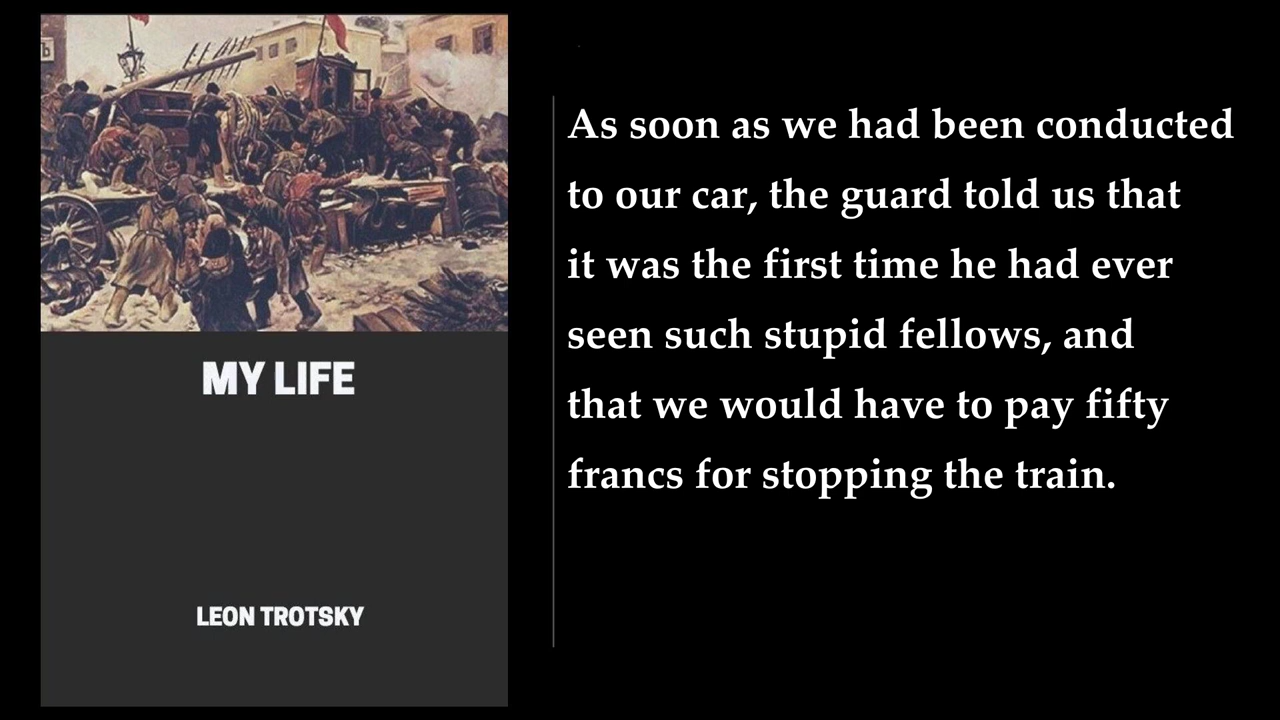 MY LIFE
LEON TROTSKY
As soon as we had been conducted
to our car, the guard told us that
it was the first time he had ever
seen such stupid fellows, and
that we would have to pay fifty
francs for stopping the train.